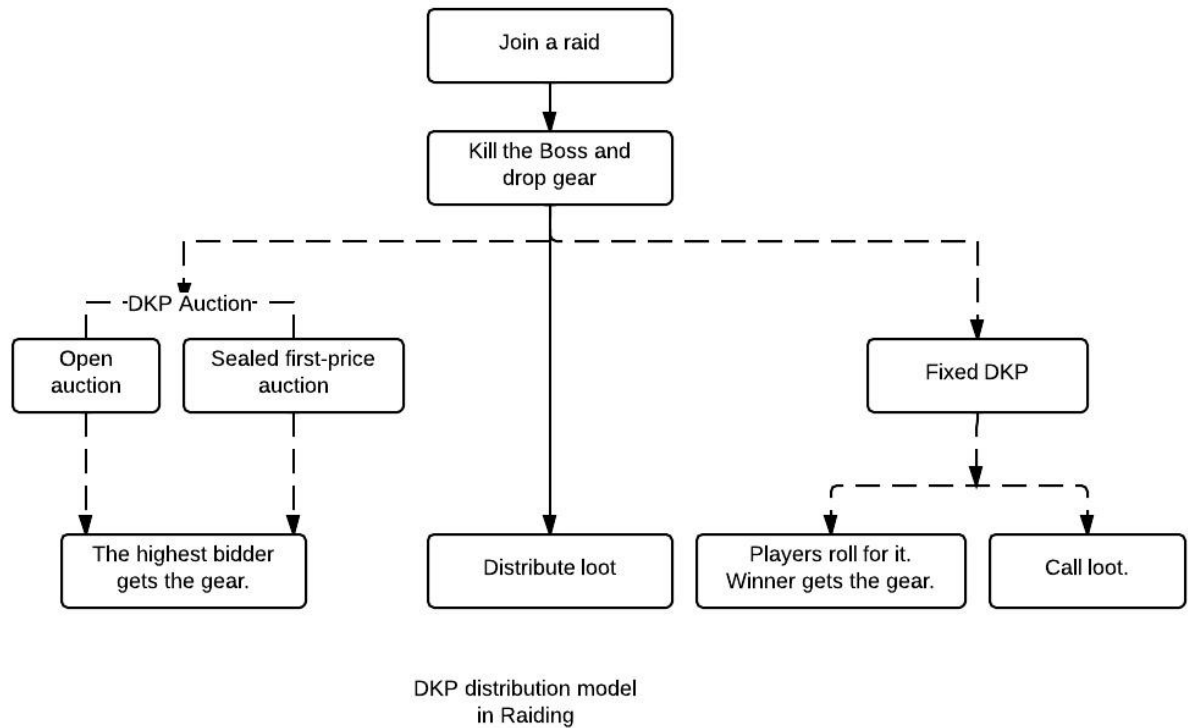 Join a raid
Kill the Boss and
drop gear
DKP Auction
Open
auction
Sealed first-price
auction
Fixed DKP
The highest bidder
gets the gear.
Distribute loot
Players roll for it.
Winner gets the gear.
Call loot.
DKP distribution model
in Raiding